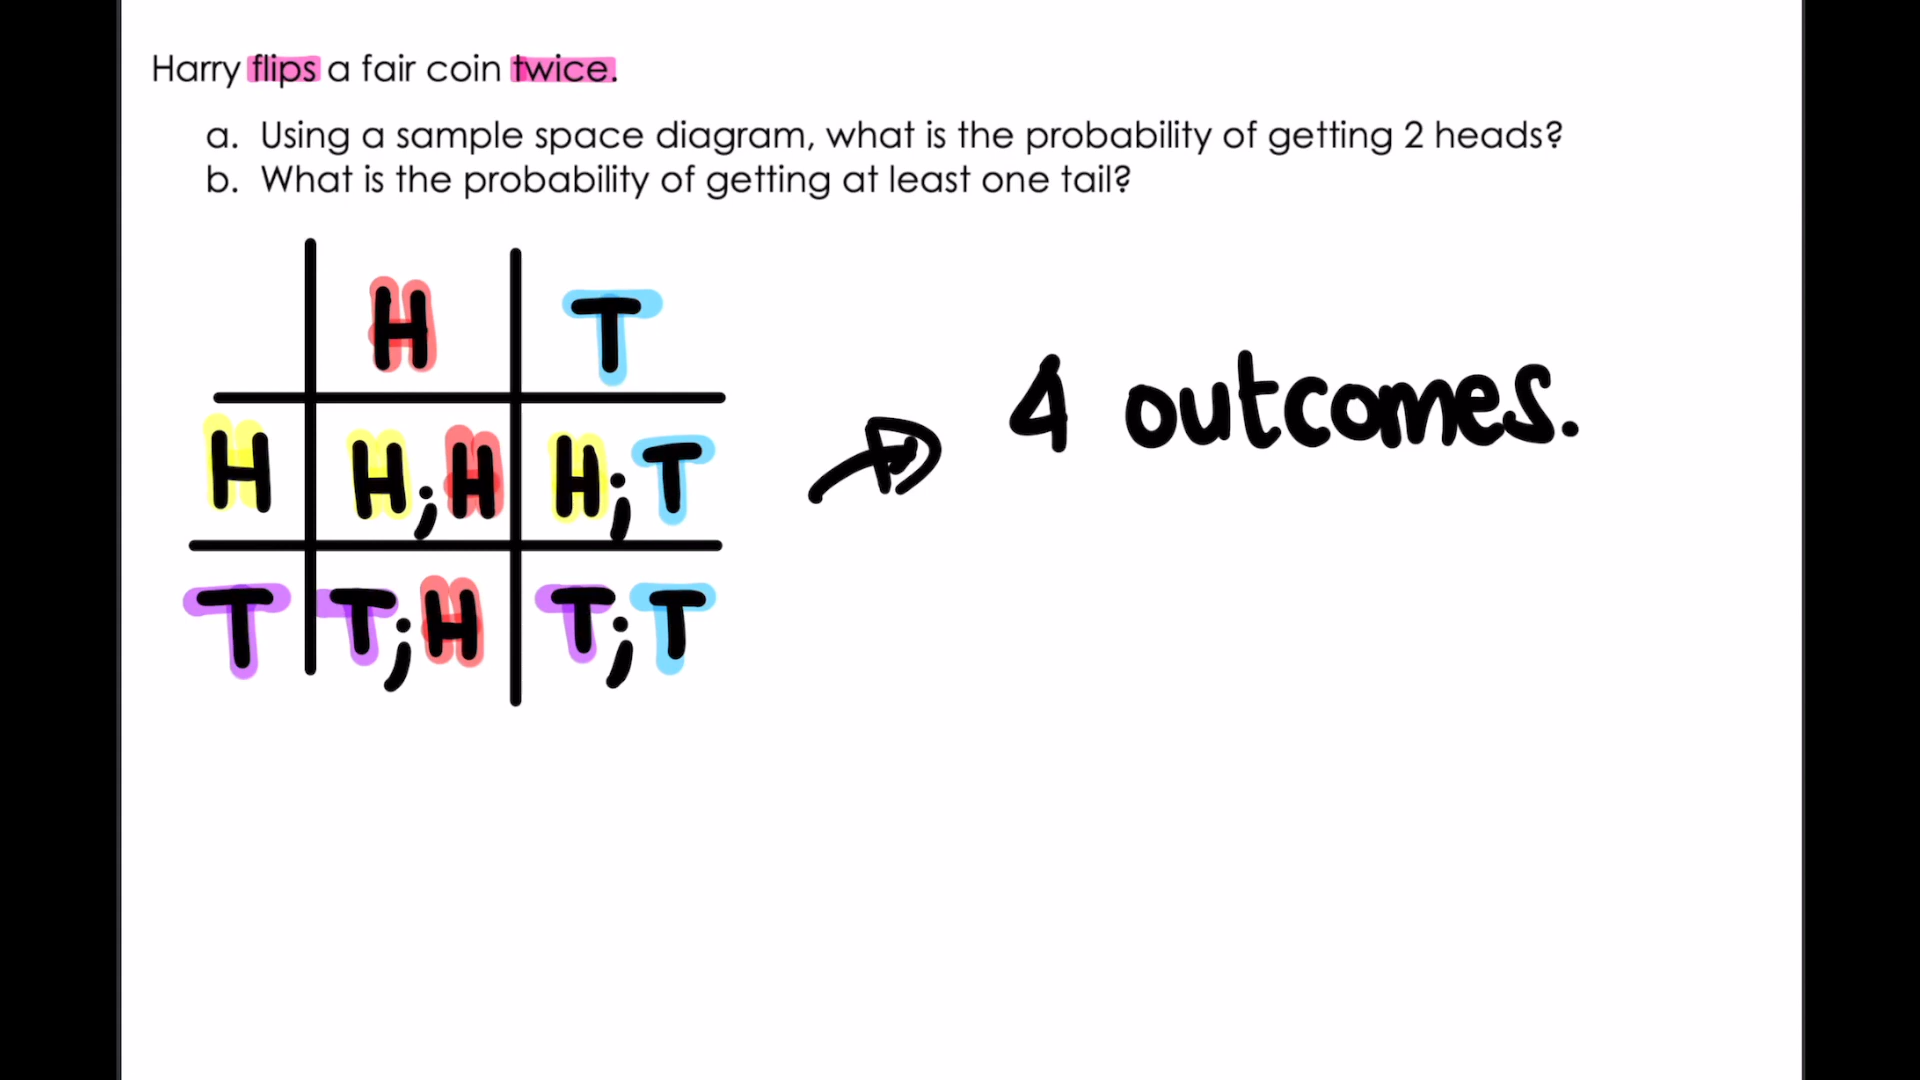 Harry flips a fair coin twice.
a. Using a sample space diagram, what is the probability of getting 2 heads?
b. What is the probability of getting at least one tail?
H T
H H;H H;T
T T;H T;T
4 outcomes.